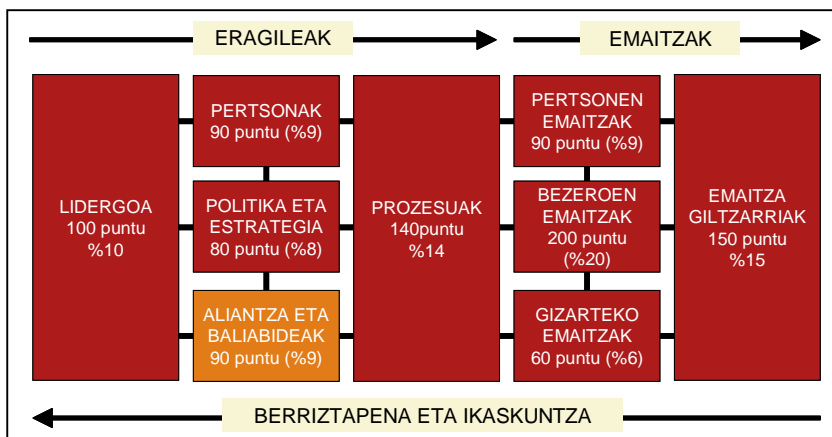 ERAGILEAK
EMAITZAK
LIDERGOA
100 puntu
%10
PERTSONAK
90 puntu (%9)
POLITIKA ETA
ESTRATEGIA
80 puntu (%8)
ALIANTZA ETA
BALIABIDEAK
90 puntu (%9)
PROZESUAK
140puntu
%14
PERTSONEN
EMAITZAK
90 puntu (%9)
BEZEROEN
EMAITZAK
200 puntu
(%20)
GIZARTEKO
EMAITZAK
60 puntu (%6)
EMAITZA
GILTZARRIAK
150 puntu
%15
BERRIZTAPENA ETA IKASKUNTZA